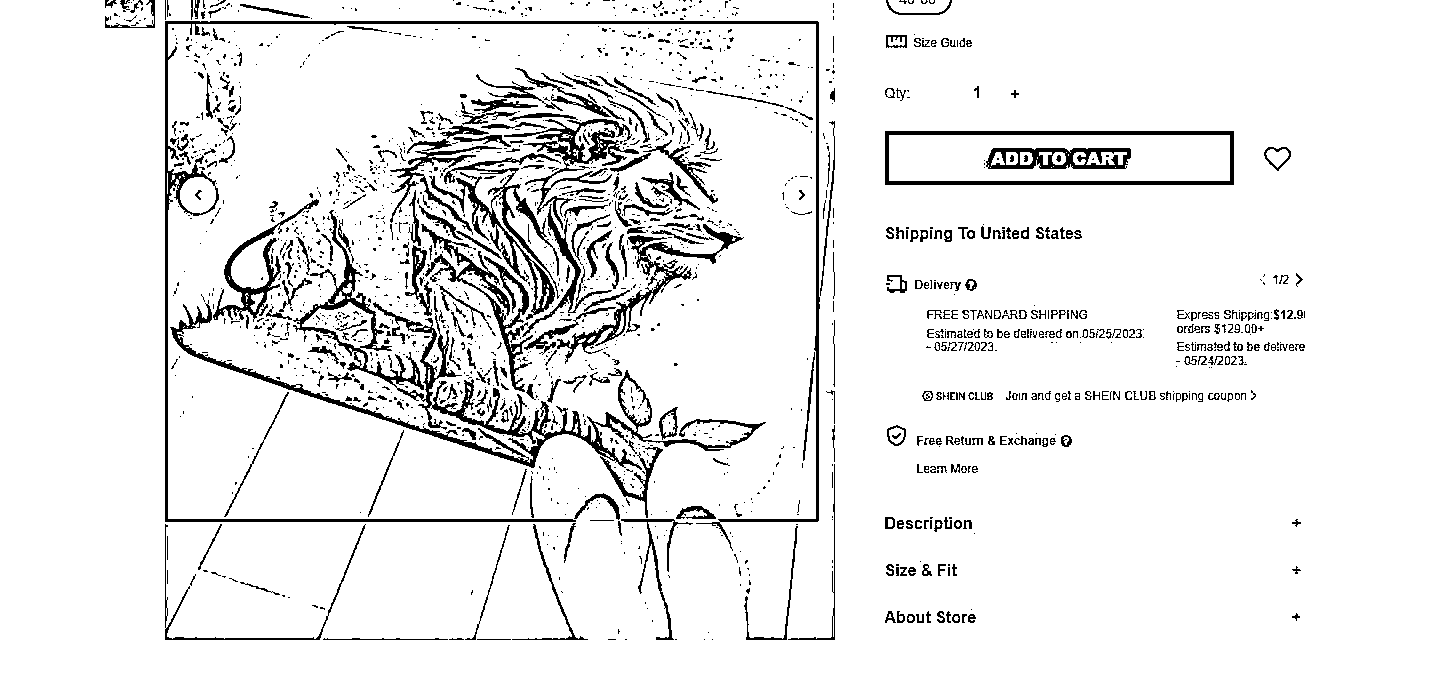 Size Guide
Qty: 1 +
ADD TO CART
Shipping To United States
Delivery ?
1/2
FREE STANDARD SHIPPING
Estimated to be delivered on 05/25/2023
- 05/27/2023.
Express Shipping:$12.9
orders $129.00+
Estimated to be delivere
- 05/24/2023.
SHEIN CLUB Join and get a SHEIN CLUB shipping coupon >
Free Return & Exchange ?
Learn More
Description +
Size & Fit +
About Store +